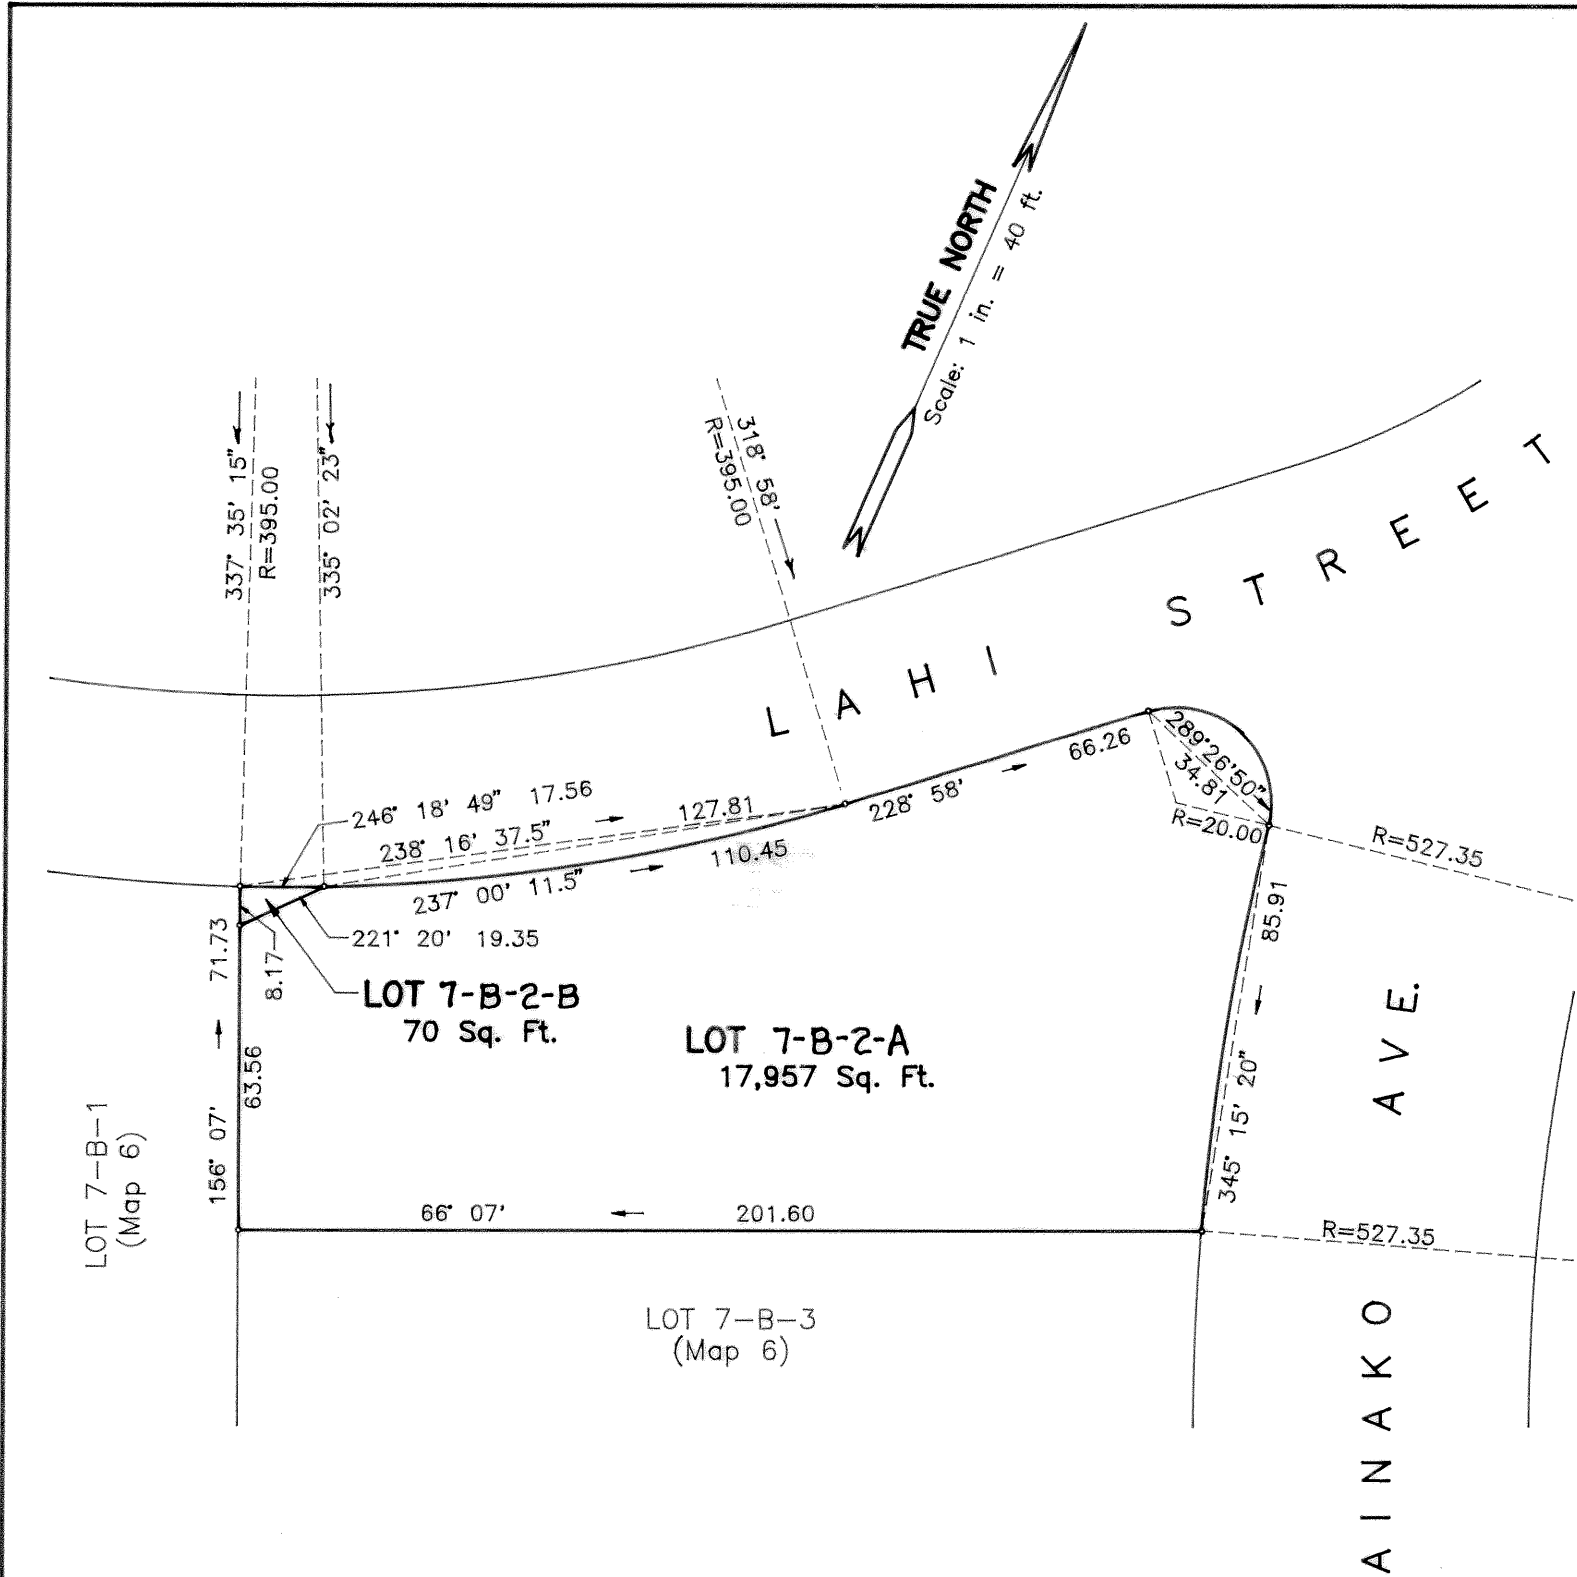 TRUE NORTH
Scale: 1 in. = 40 ft.
337° 35' 15"
R=395.00
335° 02' 23"
318° 58'
R=395.00
LAHI STREET
246° 18' 49" 17.56
238° 16' 37.5"
127.81
237° 00' 11.5"
110.45
228° 58'
66.26
289°26'50"
34.81
R=20.00
R=527.35
221° 20' 19.35
71.73
8.17
LOT 7-B-2-B
70 Sq. Ft.
LOT 7-B-2-A
17,957 Sq. Ft.
85.91
345° 15' 20"
63.56
156° 07'
LOT 7-B-1
(Map 6)
66° 07'
201.60
R=527.35
LOT 7-B-3
(Map 6)
AINAKO AVE.